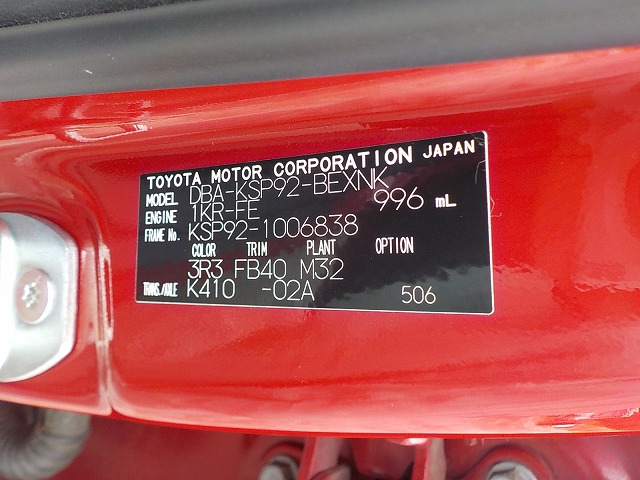 TOYOTA MOTOR CORPORATION JAPAN
MODEL DBA-KSP92-BEXNK
ENGINE 1KR-FE 996 mL
FRAME No. KSP92-1006838
COLOR TRIM PLANT OPTION
3R3 FB40 M32
TRANS./AXLE K410 -02A 506